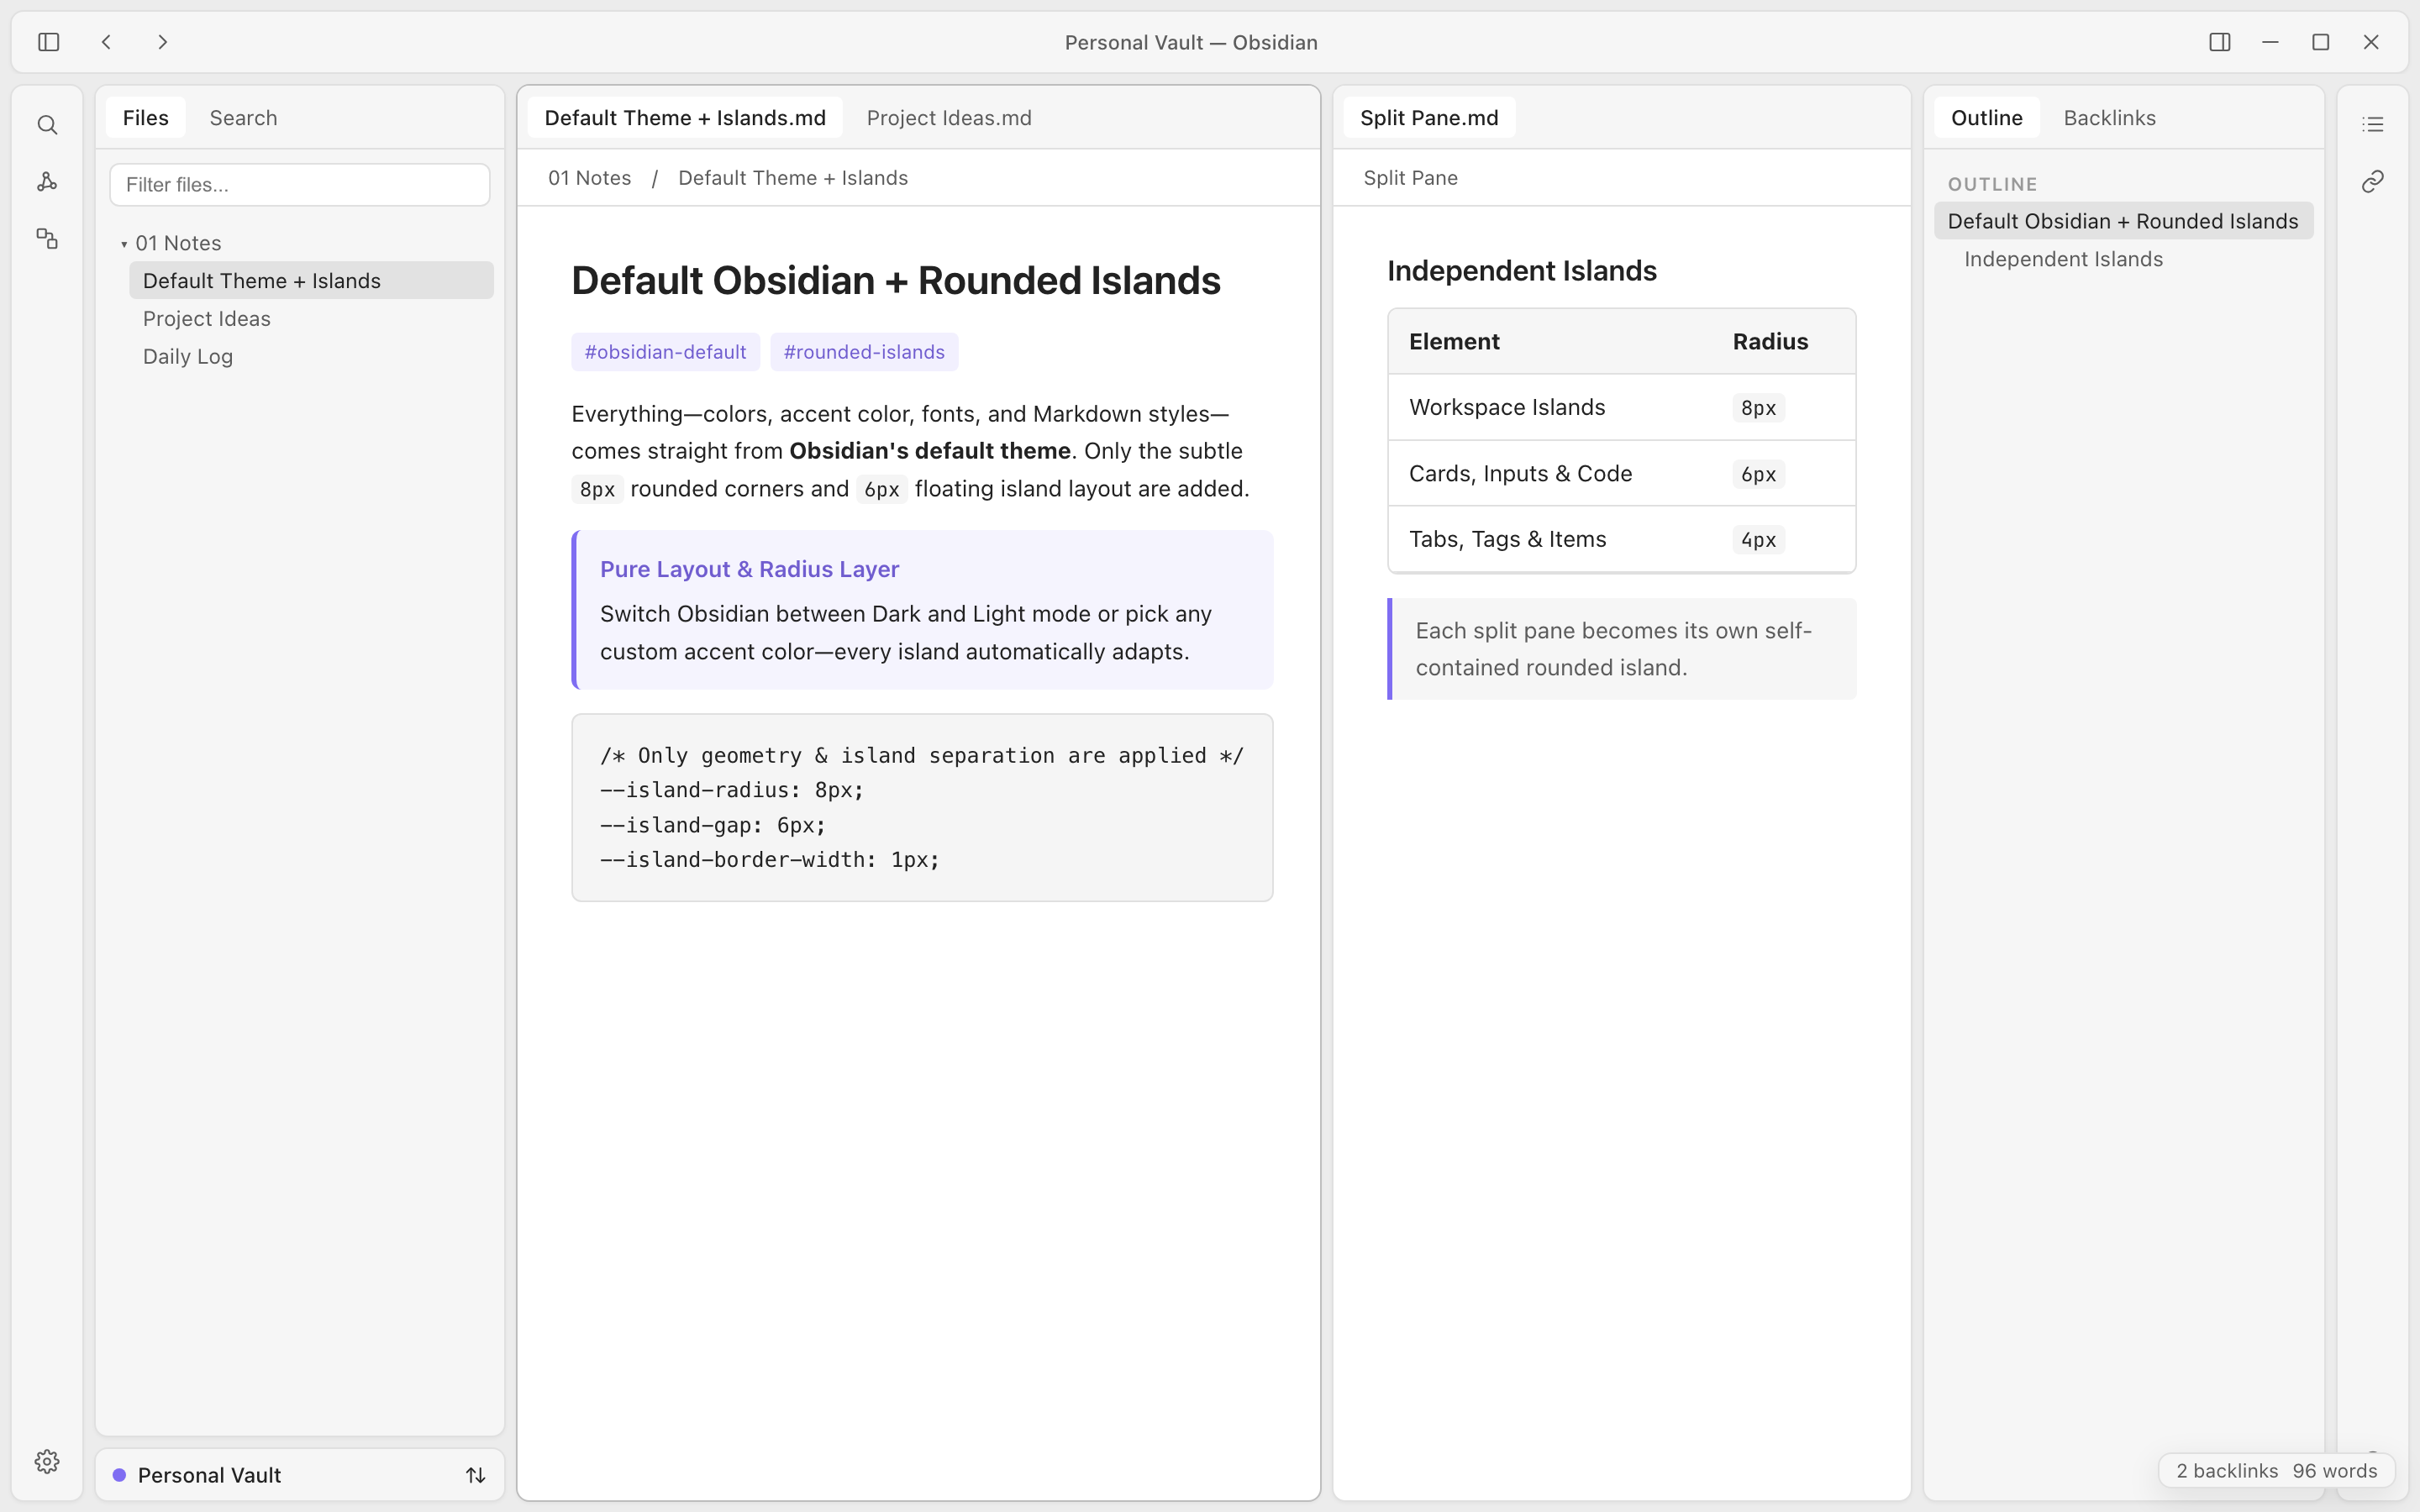 Personal Vault — Obsidian
Files Search
Filter files...
01 Notes
Default Theme + Islands
Project Ideas
Daily Log
Personal Vault
Default Theme + Islands.md Project Ideas.md
01 Notes / Default Theme + Islands
Default Obsidian + Rounded Islands
#obsidian-default #rounded-islands
Everything—colors, accent color, fonts, and Markdown styles—
comes straight from Obsidian's default theme. Only the subtle
8px rounded corners and 6px floating island layout are added.
Pure Layout & Radius Layer
Switch Obsidian between Dark and Light mode or pick any
custom accent color—every island automatically adapts.
/* Only geometry & island separation are applied */
--island-radius: 8px;
--island-gap: 6px;
--island-border-width: 1px;
Split Pane.md
Split Pane
Independent Islands
Element Radius
Workspace Islands 8px
Cards, Inputs & Code 6px
Tabs, Tags & Items 4px
Each split pane becomes its own self-
contained rounded island.
Outline Backlinks
OUTLINE
Default Obsidian + Rounded Islands
Independent Islands
2 backlinks 96 words